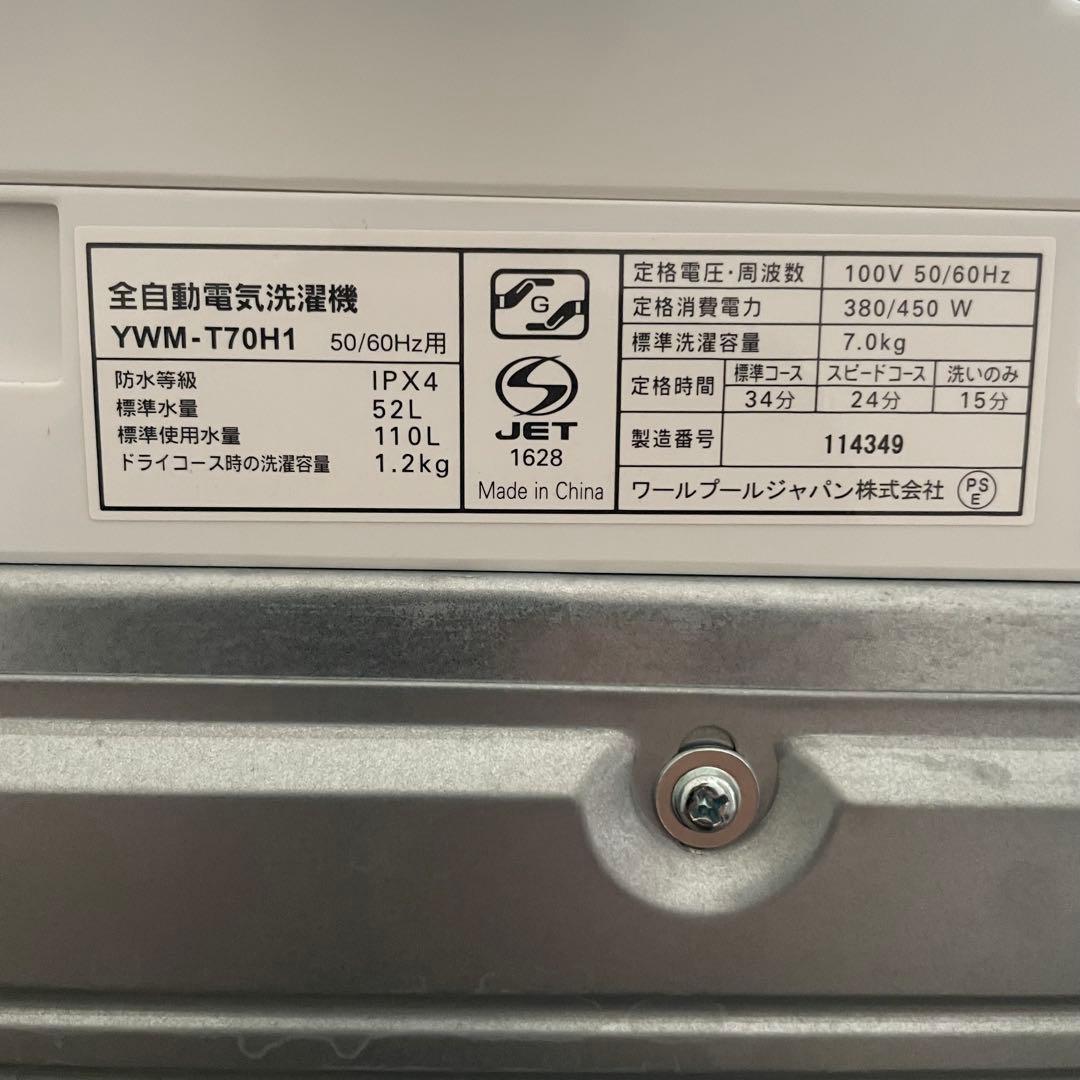 全自動電気洗濯機
YWM-T70H1 50/60Hz用
防水等級 IPX4
標準水量 52L
標準使用水量 110L
ドライコース時の洗濯容量 1.2kg
G
JET
1628
Made in China
定格電圧・周波数 100V 50/60Hz
定格消費電力 380/450 W
標準洗濯容量 7.0kg
定格時間 標準コース スピードコース 洗いのみ
34分 24分 15分
製造番号 114349
ワールプールジャパン株式会社 PSE